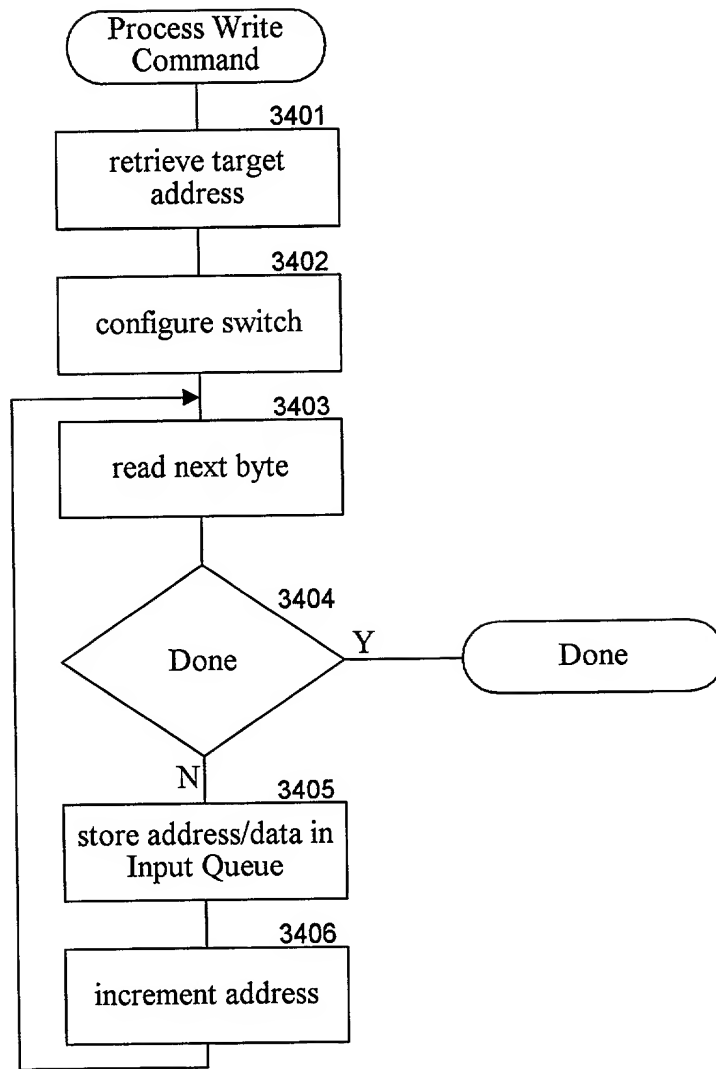 Process Write
Command
3401
retrieve target
address
3402
configure switch
3403
read next byte
3404
Done
Y
Done
N
3405
store address/data in
Input Queue
3406
increment address